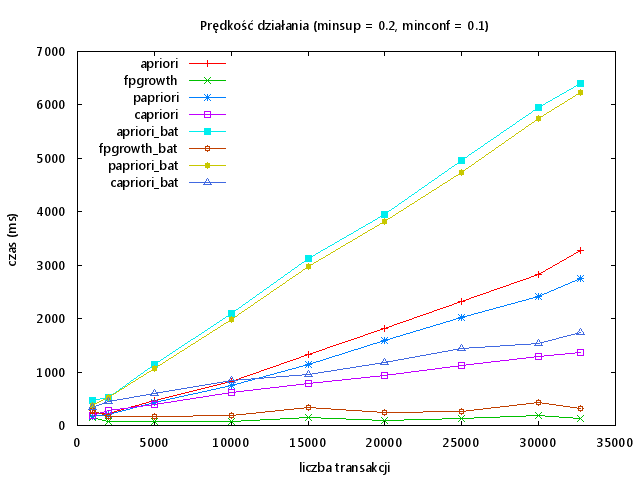 Prędkość działania (minsup = 0.2, minconf = 0.1)
7000
6000
5000
4000
3000
2000
1000
0
czas (ms)
apriori
fpgrowth
papriori
capriori
apriori_bat
fpgrowth_bat
papriori_bat
capriori_bat
0 5000 10000 15000 20000 25000 30000 35000
liczba transakcji